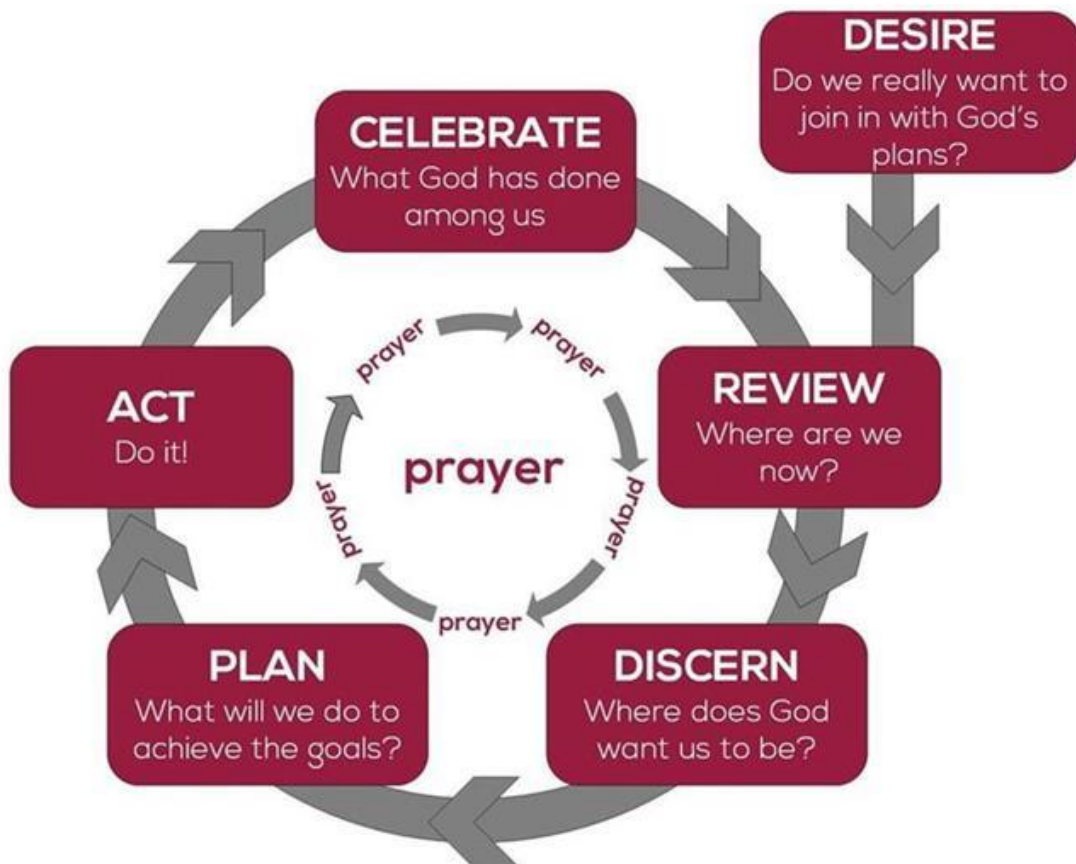 DESIRE
Do we really want to
join in with God's
plans?
CELEBRATE
What God has done
among us
REVIEW
Where are we
now?
DISCERN
Where does God
want us to be?
PLAN
What will we do to
achieve the goals?
ACT
Do it!
prayer
prayer
prayer
prayer
prayer
prayer